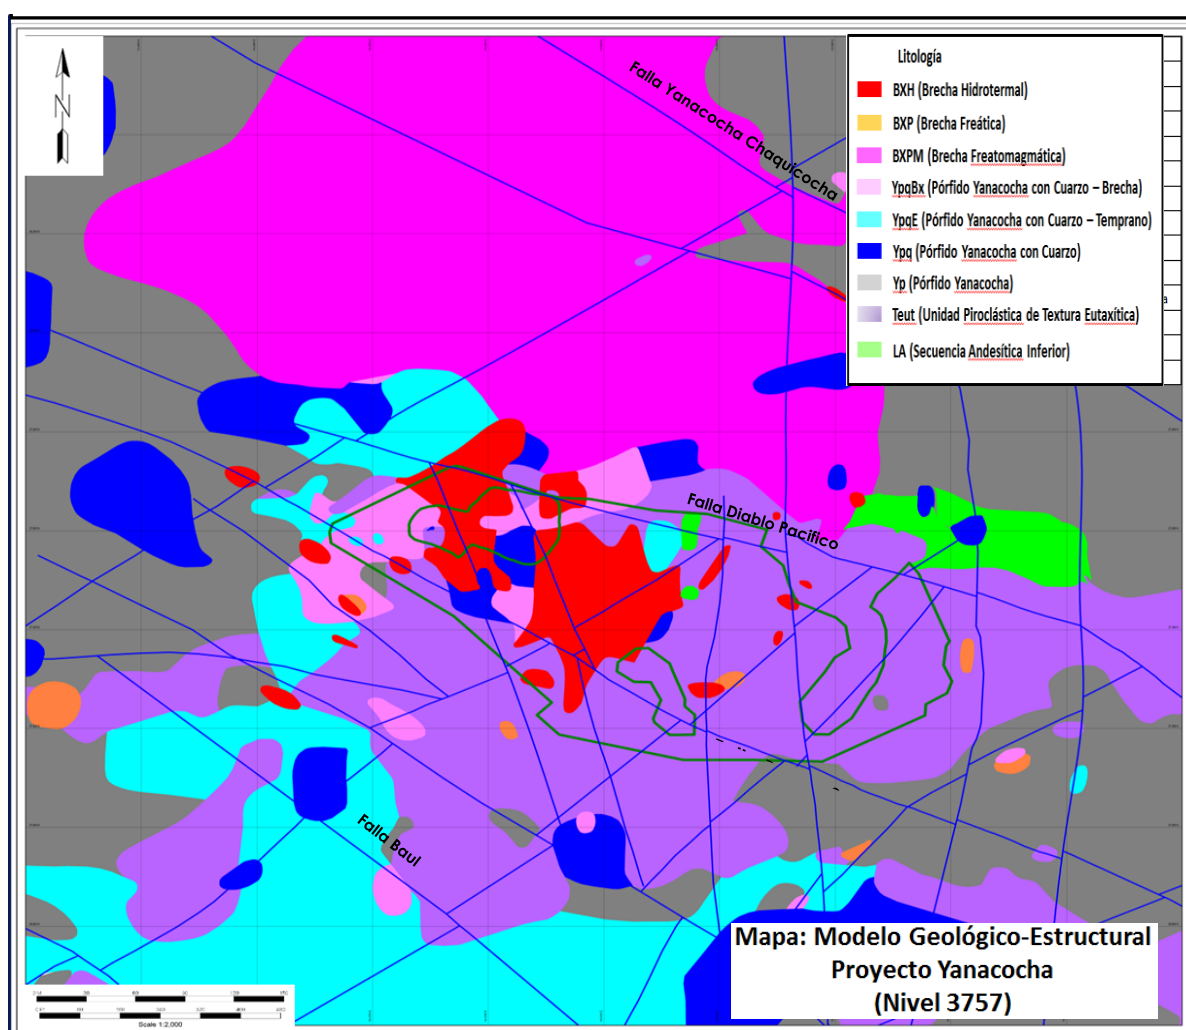 N
Falla Yanacocha Chaquicocha
Litología
BXH (Brecha Hidrotermal)
BXP (Brecha Freática)
BXPM (Brecha Freatomagmática)
YpqBx (Pórfido Yanacocha con Cuarzo – Brecha)
YpqE (Pórfido Yanacocha con Cuarzo – Temprano)
Ypq (Pórfido Yanacocha con Cuarzo)
Yp (Pórfido Yanacocha)
Teut (Unidad Piroclástica de Textura Eutaxítica)
LA (Secuencia Andesítica Inferior)
a
Falla Diablo Pacifico
Falla Baul
Mapa: Modelo Geológico-Estructural
Proyecto Yanacocha
(Nivel 3757)
Scale 1:2,000